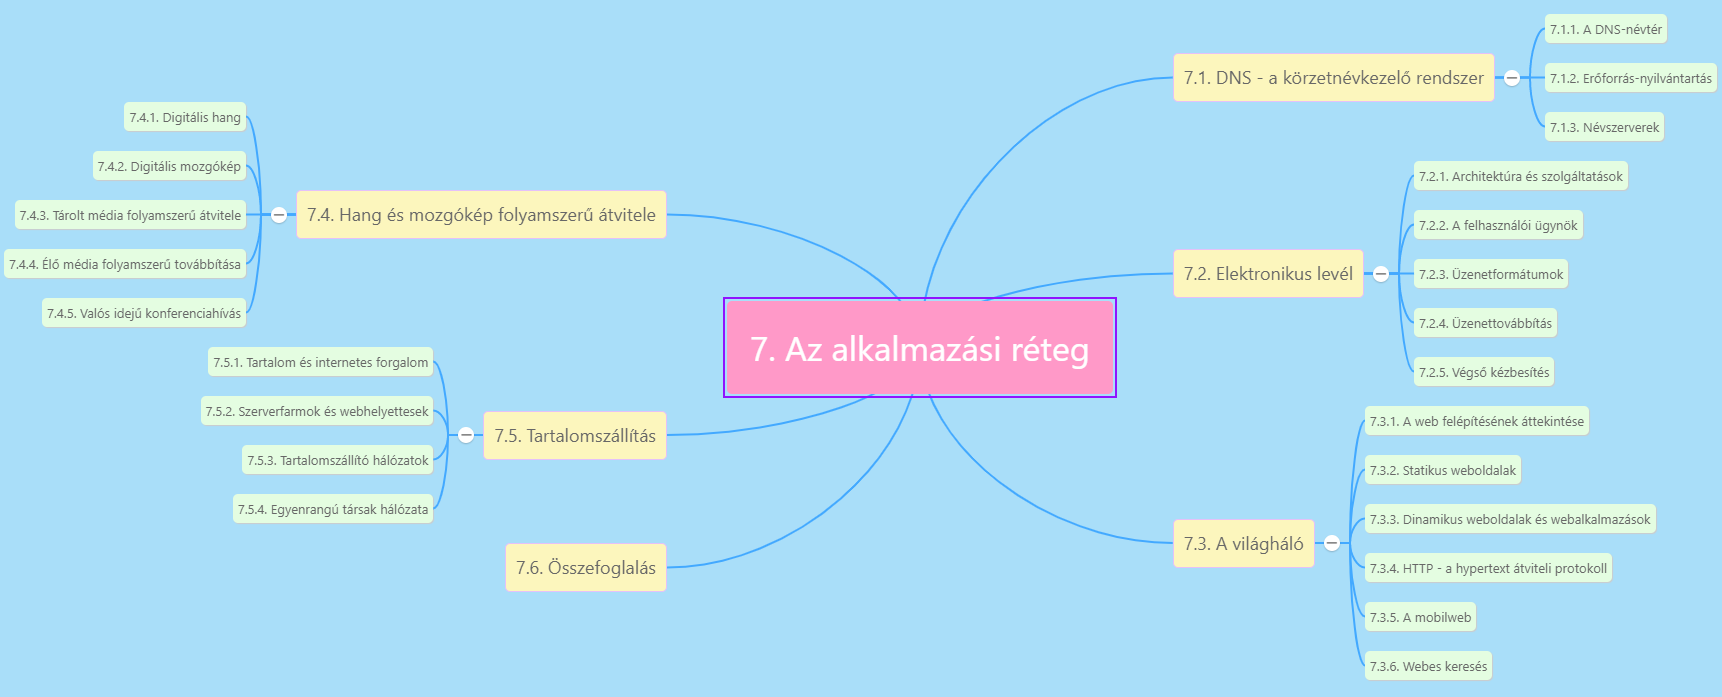 7. Az alkalmazási réteg
7.1. DNS - a körzetnévkezelő rendszer
7.1.1. A DNS-névtér
7.1.2. Erőforrás-nyilvántartás
7.1.3. Névszerverek
7.2. Elektronikus levél
7.2.1. Architektúra és szolgáltatások
7.2.2. A felhasználói ügynök
7.2.3. Üzenetformátumok
7.2.4. Üzenettovábbítás
7.2.5. Végső kézbesítés
7.3. A világháló
7.3.1. A web felépítésének áttekintése
7.3.2. Statikus weboldalak
7.3.3. Dinamikus weboldalak és webalkalmazások
7.3.4. HTTP - a hypertext átviteli protokoll
7.3.5. A mobilweb
7.3.6. Webes keresés
7.4. Hang és mozgókép folyamszerű átvitele
7.4.1. Digitális hang
7.4.2. Digitális mozgókép
7.4.3. Tárolt média folyamszerű átvitele
7.4.4. Élő média folyamszerű továbbítása
7.4.5. Valós idejű konferenciahívás
7.5. Tartalomszállítás
7.5.1. Tartalom és internetes forgalom
7.5.2. Szerverfarmok és webhelyettesek
7.5.3. Tartalomszállító hálózatok
7.5.4. Egyenrangú társak hálózata
7.6. Összefoglalás